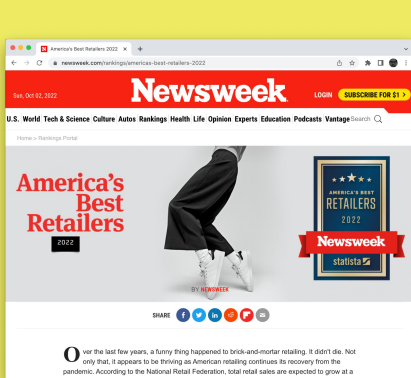 America's Best Retailers 2022
newsweek.com/rankings/americas-best-retailers-2022
Sun, Oct 02, 2022
Newsweek
LOGIN
SUBSCRIBE FOR $1 >
U.S. World Tech & Science Culture Autos Rankings Health Life Opinion Experts Education Podcasts Vantage Search
Home > Rankings Portal
America's
Best
Retailers
2022
AMERICA'S BEST
RETAILERS
2022
Newsweek
statista
BY NEWSWEEK
SHARE
Over the last few years, a funny thing happened to brick-and-mortar retailing. It didn't die. Not
only that, it appears to be thriving as American retailing continues its recovery from the
pandemic. According to the National Retail Federation, total retail sales are expected to grow at a